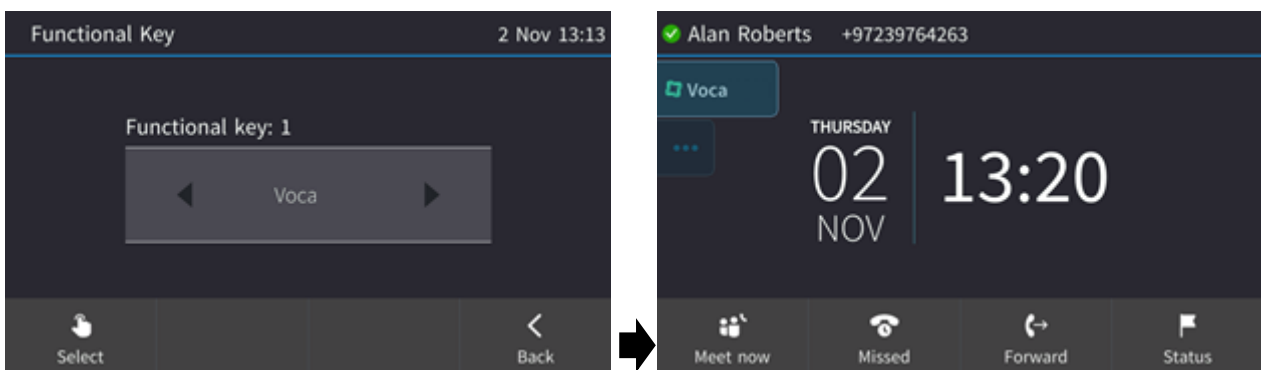 Functional Key 2 Nov 13:13
Functional key: 1
Voca
Select Back
Alan Roberts +97239764263
Voca
THURSDAY
02
NOV
13:20
Meet now Missed Forward Status